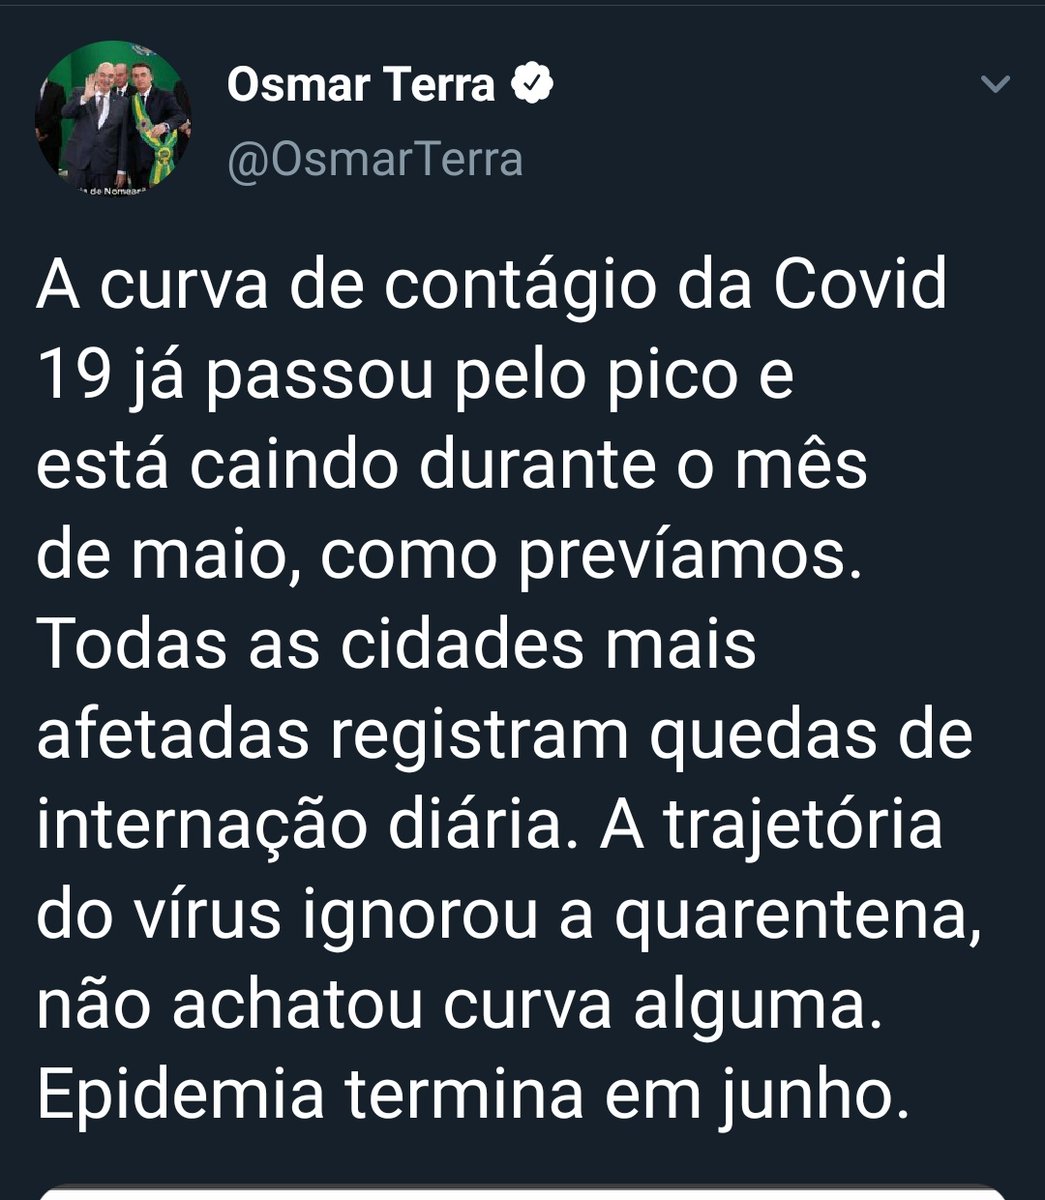 Osmar Terra
@OsmarTerra
A curva de contágio da Covid
19 já passou pelo pico e
está caindo durante o mês
de maio, como prevíamos.
Todas as cidades mais
afetadas registram quedas de
internação diária. A trajetória
do vírus ignorou a quarentena,
não achatou curva alguma.
Epidemia termina em junho.